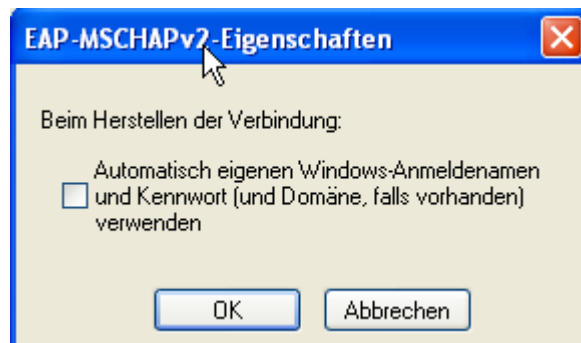 EAP-MSCHAPv2-Eigenschaften
Beim Herstellen der Verbindung:
Automatisch eigenen Windows-Anmeldenamen
und Kennwort (und Domäne, falls vorhanden)
verwenden
OK Abbrechen